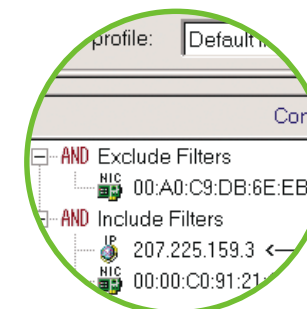 profile: Default
Con
AND Exclude Filters
NIC 00:A0:C9:DB:6E:EB
AND Include Filters
IP 207.225.159.3 <—
NIC 00:00:C0:91:21: